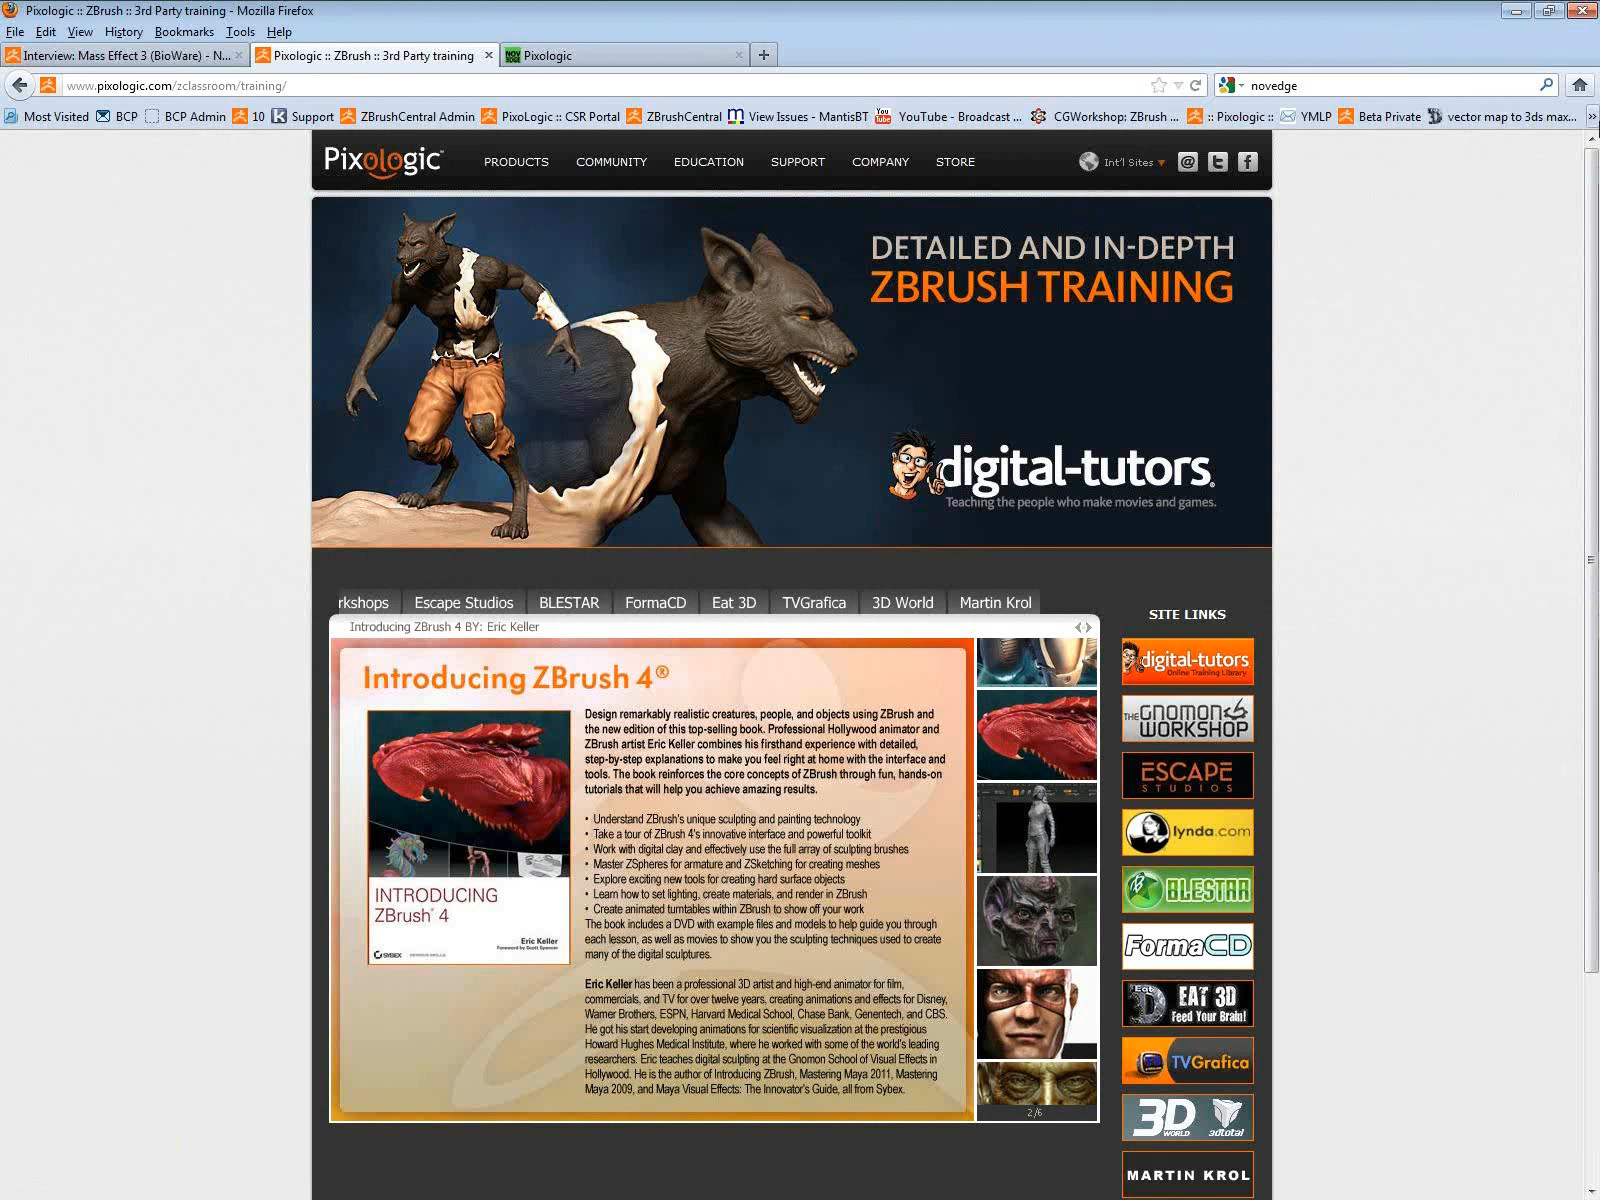 Pixologic :: ZBrush :: 3rd Party training - Mozilla Firefox
File Edit View History Bookmarks Tools Help
Interview: Mass Effect 3 (BioWare) - N...
Pixologic :: ZBrush :: 3rd Party training
Pixologic
www.pixologic.com/zclassroom/training/
novedge
Most Visited BCP BCP Admin 10 Support ZBrushCentral Admin PixoLogic :: CSR Portal ZBrushCentral View Issues - MantisBT YouTube - Broadcast ... CGWorkshop: ZBrush ... :: Pixologic :: YMLP Beta Private vector map to 3ds max...
Pixologic™
PRODUCTS COMMUNITY EDUCATION SUPPORT COMPANY STORE
Int'l Sites
DETAILED AND IN-DEPTH
ZBRUSH TRAINING
digital-tutors®
Teaching the people who make movies and games.
rkshops Escape Studios BLESTAR FormaCD Eat 3D TVGrafica 3D World Martin Krol
Introducing ZBrush 4 BY: Eric Keller
Introducing ZBrush 4®
Design remarkably realistic creatures, people, and objects using ZBrush and
the new edition of this top-selling book. Professional Hollywood animator and
ZBrush artist Eric Keller combines his firsthand experience with detailed,
step-by-step explanations to make you feel right at home with the interface and
tools. The book reinforces the core concepts of ZBrush through fun, hands-on
tutorials that will help you achieve amazing results.
• Understand ZBrush's unique sculpting and painting technology
• Take a tour of ZBrush 4's innovative interface and powerful toolkit
• Work with digital clay and effectively use the full array of sculpting brushes
• Master ZSpheres for armature and ZSketching for creating meshes
• Explore exciting new tools for creating hard surface objects
• Learn how to set lighting, create materials, and render in ZBrush
• Create animated turntables within ZBrush to show off your work
The book includes a DVD with example files and models to help guide you through
each lesson, as well as movies to show you the sculpting techniques used to create
many of the digital sculptures.
Eric Keller has been a professional 3D artist and high-end animator for film,
commercials, and TV for over twelve years, creating animations and effects for Disney,
Warner Brothers, ESPN, Harvard Medical School, Chase Bank, Genentech, and CBS.
He got his start developing animations for scientific visualization at the prestigious
Howard Hughes Medical Institute, where he worked with some of the world's leading
researchers. Eric teaches digital sculpting at the Gnomon School of Visual Effects in
Hollywood. He is the author of Introducing ZBrush, Mastering Maya 2011, Mastering
Maya 2009, and Maya Visual Effects: The Innovator's Guide, all from Sybex.
INTRODUCING
ZBrush® 4
Eric Keller
Foreword by Scott Spencer
SYBEX SERIOUS SKILLS.
2/6
SITE LINKS
digital-tutors
Online Training Library
THE GNOMON WORKSHOP
ESCAPE
STUDIOS
lynda.com
BLESTAR
FormaCD
Eat 3D EAT 3D
Feed Your Brain!
TVGrafica
3D WORLD 3dtotal
MARTIN KROL